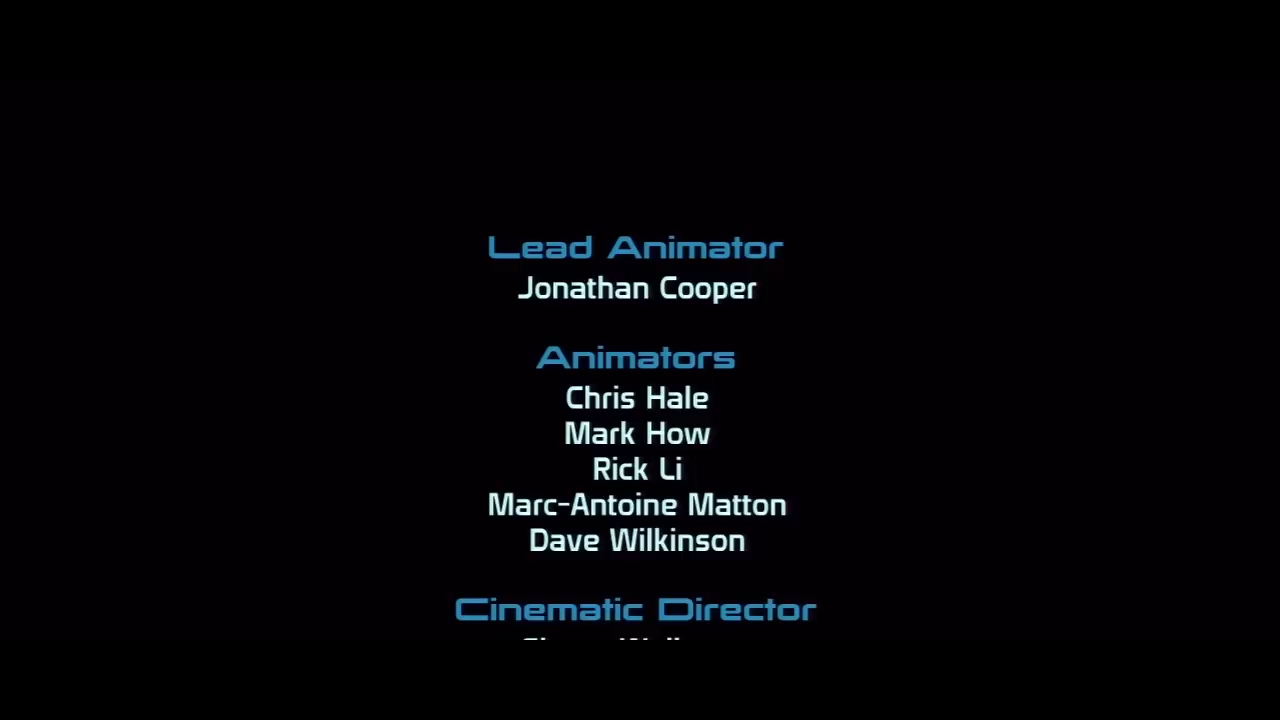 Lead Animator
Jonathan Cooper
Animators
Chris Hale
Mark How
Rick Li
Marc-Antoine Matton
Dave Wilkinson
Cinematic Director